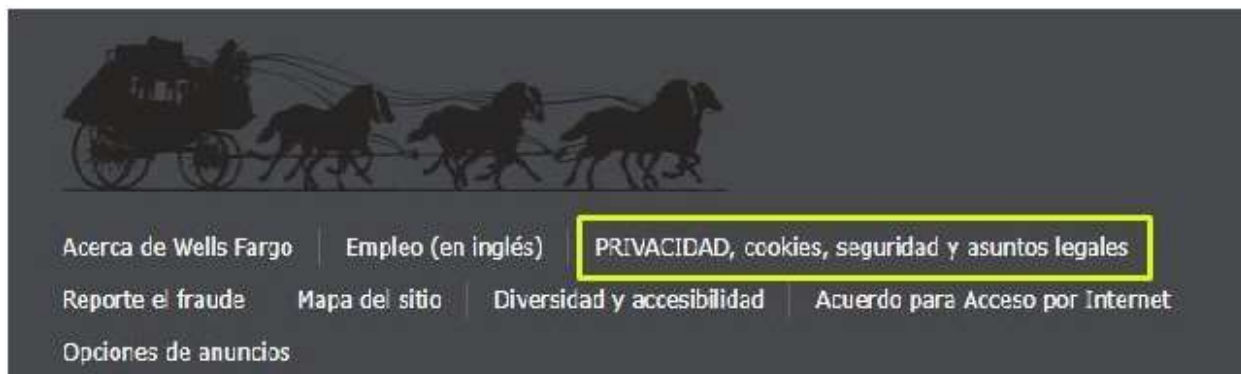 Acerca de Wells Fargo Empleo (en inglés) PRIVACIDAD, cookies, seguridad y asuntos legales
Reporte el fraude Mapa del sitio Diversidad y accesibilidad Acuerdo para Acceso por Internet
Opciones de anuncios